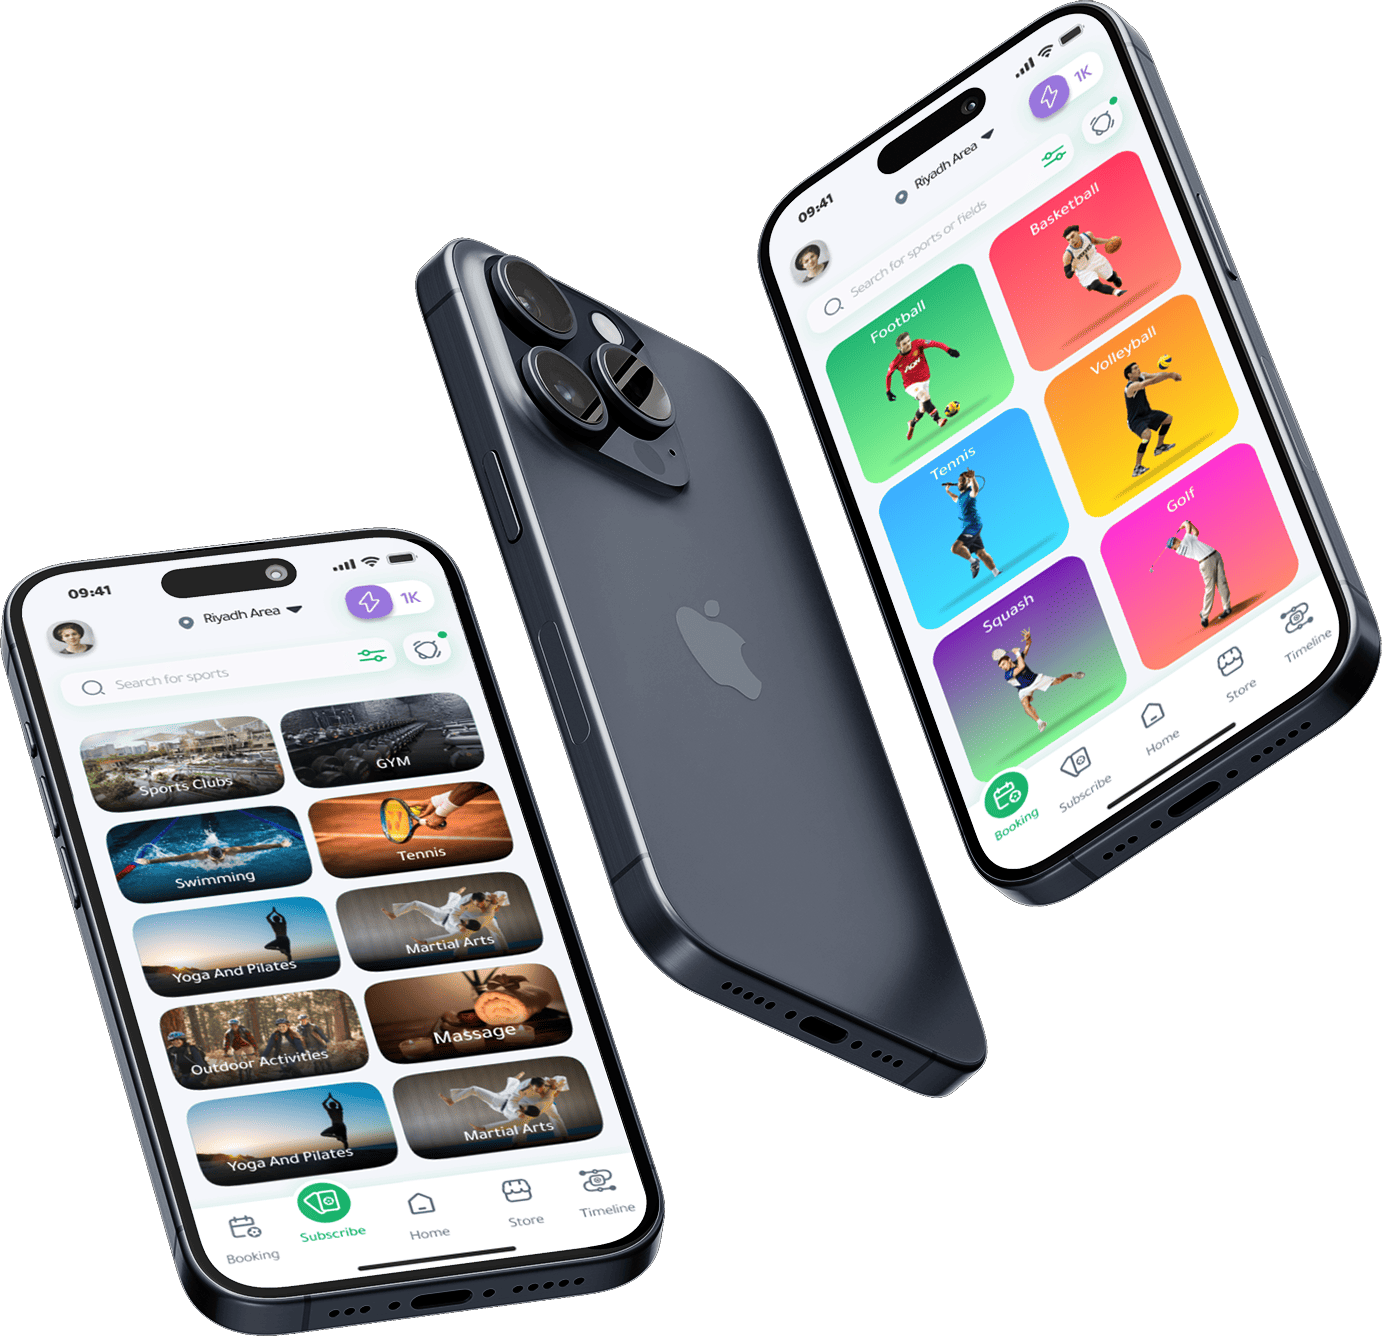 09:41
Riyadh Area
1K
Search for sports
Sports Clubs
GYM
Swimming
Tennis
Yoga And Pilates
Martial Arts
Outdoor Activities
Massage
Yoga And Pilates
Martial Arts
Booking
Subscribe
Home
Store
Timeline
09:41
Riyadh Area
1K
Search for sports or fields
Football
Basketball
AON
Tennis
Volleyball
Squash
Golf
Booking
Subscribe
Home
Store
Timeline